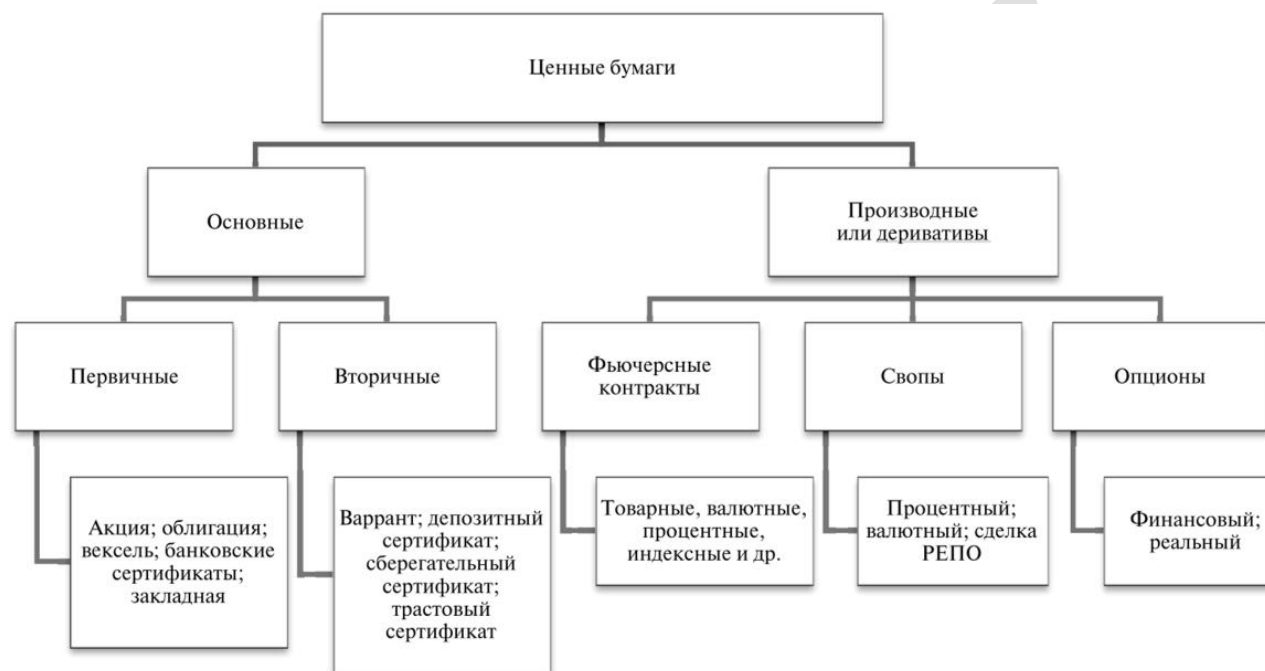 Ценные бумаги
Основные
Производные
или деривативы
Первичные
Вторичные
Фьючерсные
контракты
Свопы
Опционы
Акция; облигация;
вексель; банковские
сертификаты;
закладная
Варрант; депозитный
сертификат;
сберегательный
сертификат;
трастовый
сертификат
Товарные, валютные,
процентные,
индексные и др.
Процентный;
валютный; сделка
РЕПО
Финансовый;
реальный